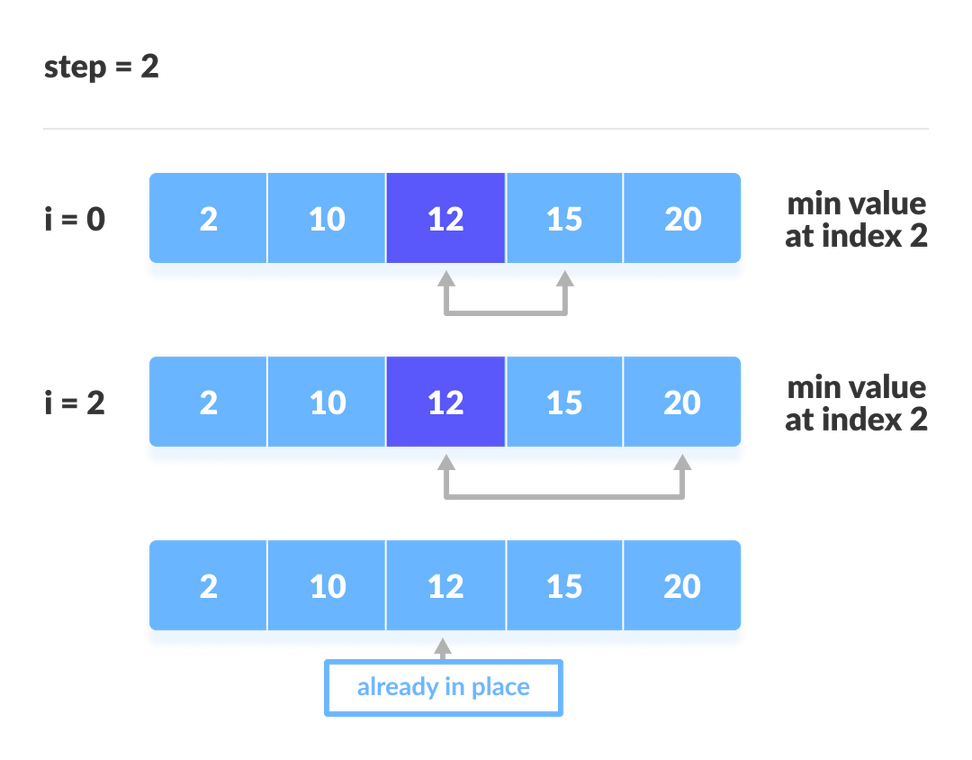 step = 2
i = 0
2 10 12 15 20
min value
at index 2
i = 2
2 10 12 15 20
min value
at index 2
2 10 12 15 20
already in place